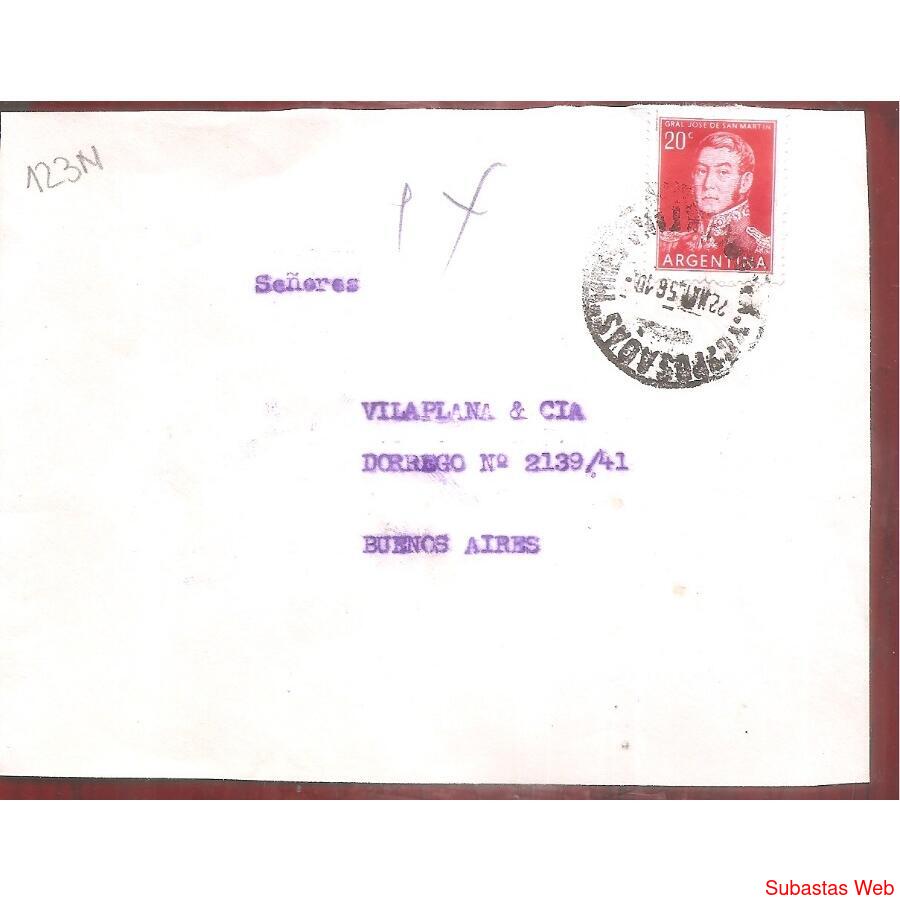 123N
GRAL JOSE DE SAN MARTIN
20c
ARGENTINA
Señores
VILAPLANA & CIA
DORREGO Nº 2139/41
BUENOS AIRES
POSADAS
Subastas Web